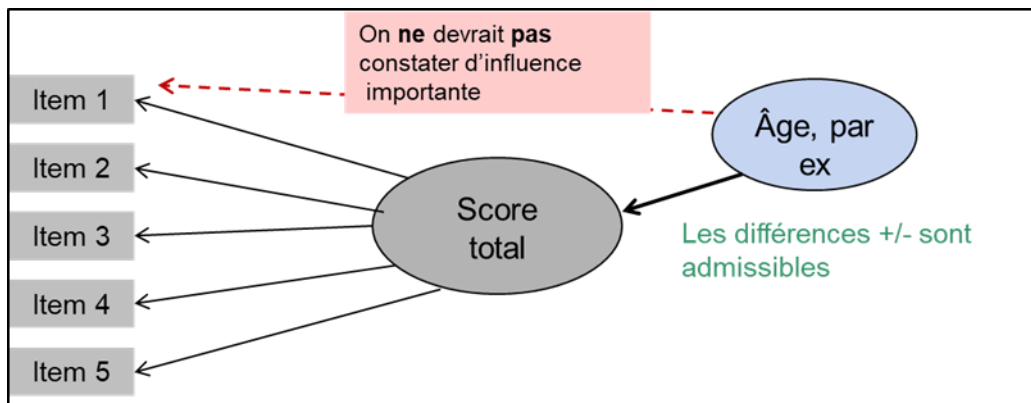 On ne devrait pas
constater d'influence
importante
Item 1
Item 2
Item 3
Item 4
Item 5
Score
total
Âge, par
ex
Les différences +/- sont
admissibles